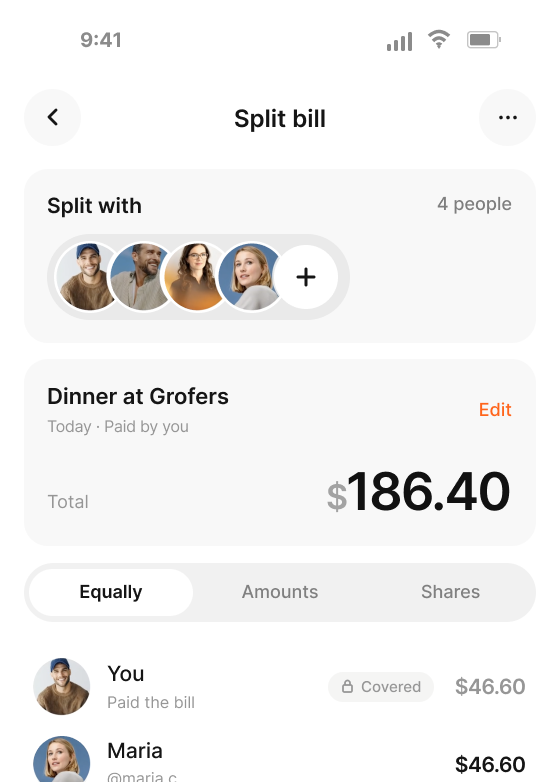 9:41
Split bill
Split with
4 people
Dinner at Grofers
Today · Paid by you
Edit
Total
$186.40
Equally
Amounts
Shares
You
Paid the bill
Covered
$46.60
Maria
@maria.c
$46.60